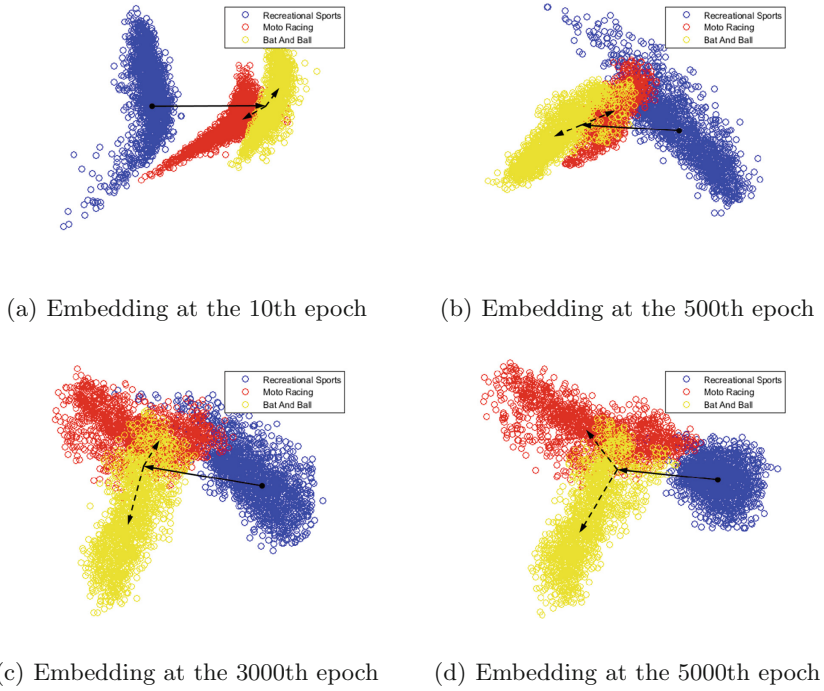 Recreational Sports
Moto Racing
Bat And Ball
Recreational Sports
Moto Racing
Bat And Ball
(a) Embedding at the 10th epoch
(b) Embedding at the 500th epoch
Recreational Sports
Moto Racing
Bat And Ball
Recreational Sports
Moto Racing
Bat And Ball
(c) Embedding at the 3000th epoch
(d) Embedding at the 5000th epoch